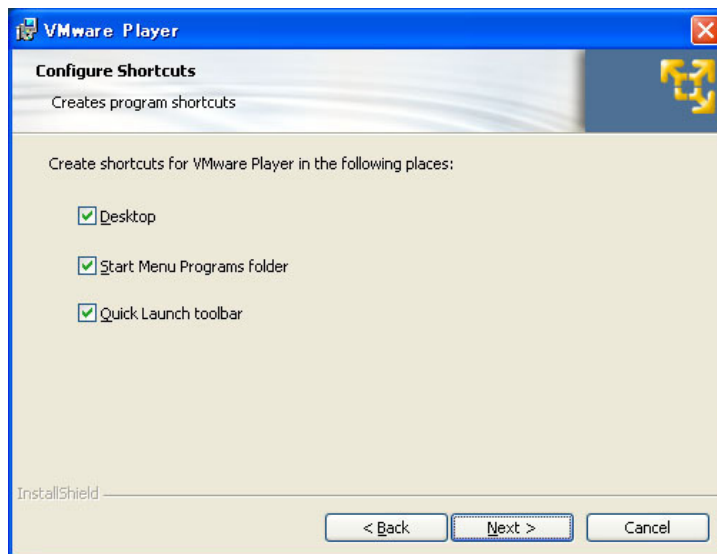 VMware Player
Configure Shortcuts
Creates program shortcuts
Create shortcuts for VMware Player in the following places:
Desktop
Start Menu Programs folder
Quick Launch toolbar
InstallShield
< Back
Next >
Cancel